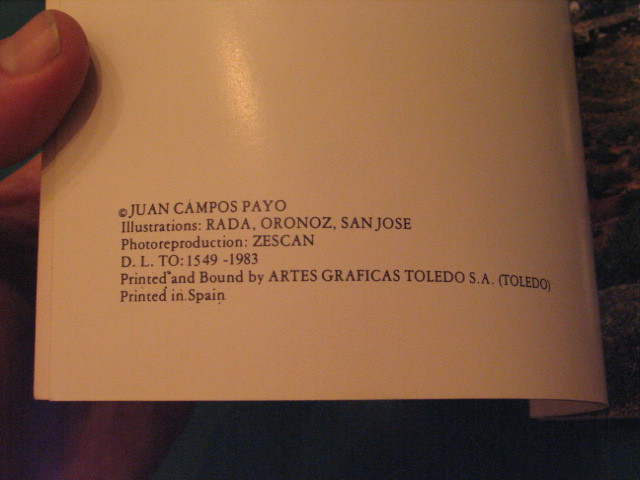 ©JUAN CAMPOS PAYO
Illustrations: RADA, ORONOZ, SAN JOSE
Photoreproduction: ZESCAN
D. L. TO: 1549 -1983
Printed and Bound by ARTES GRAFICAS TOLEDO S.A. (TOLEDO)
Printed in Spain